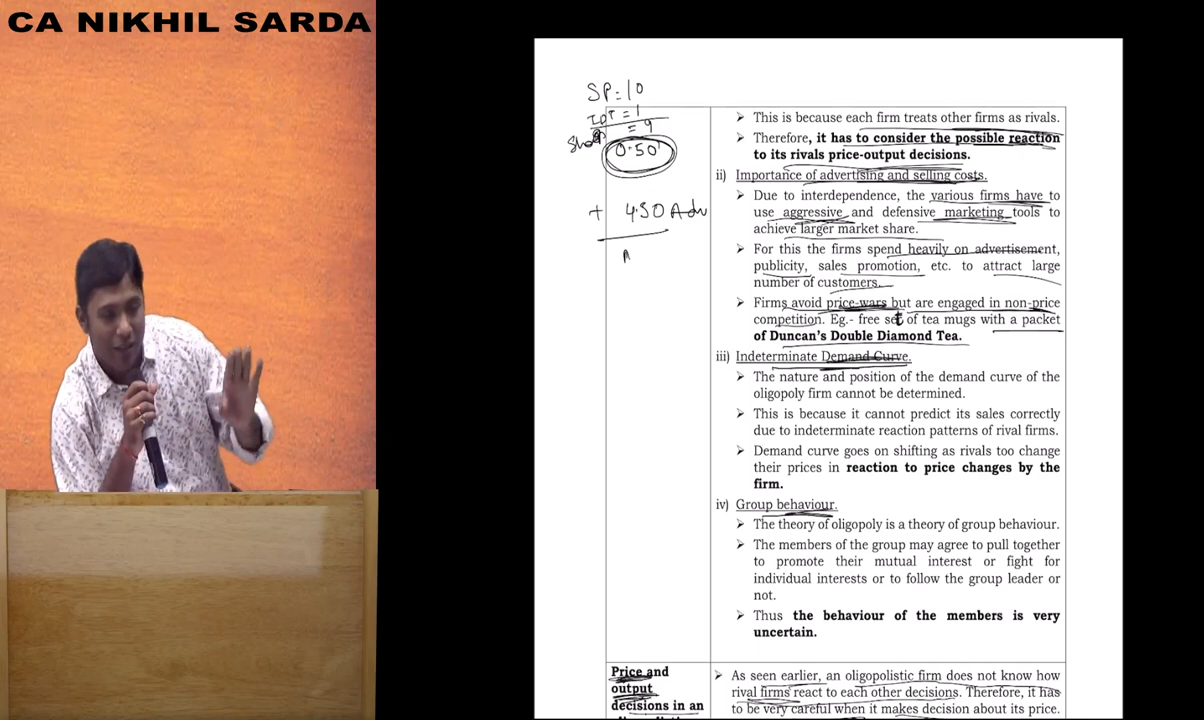 CA NIKHIL SARDA
SP = 10
= 1
= 9
0.50
+ 4.50 Adv
➢ This is because each firm treats other firms as rivals.
➢ Therefore, it has to consider the possible reaction
to its rivals price-output decisions.
ii) Importance of advertising and selling costs.
➢ Due to interdependence, the various firms have to
use aggressive and defensive marketing tools to
achieve larger market share.
➢ For this the firms spend heavily on advertisement,
publicity, sales promotion, etc. to attract large
number of customers.
➢ Firms avoid price-wars but are engaged in non-price
competition. Eg.- free set of tea mugs with a packet
of Duncan's Double Diamond Tea.
iii) Indeterminate Demand Curve.
➢ The nature and position of the demand curve of the
oligopoly firm cannot be determined.
➢ This is because it cannot predict its sales correctly
due to indeterminate reaction patterns of rival firms.
➢ Demand curve goes on shifting as rivals too change
their prices in reaction to price changes by the
firm.
iv) Group behaviour.
➢ The theory of oligopoly is a theory of group behaviour.
➢ The members of the group may agree to pull together
to promote their mutual interest or fight for
individual interests or to follow the group leader or
not.
➢ Thus the behaviour of the members is very
uncertain.
Price and
output
decisions in an
➢ As seen earlier, an oligopolistic firm does not know how
rival firms react to each other decisions. Therefore, it has
to be very careful when it makes decision about its price.